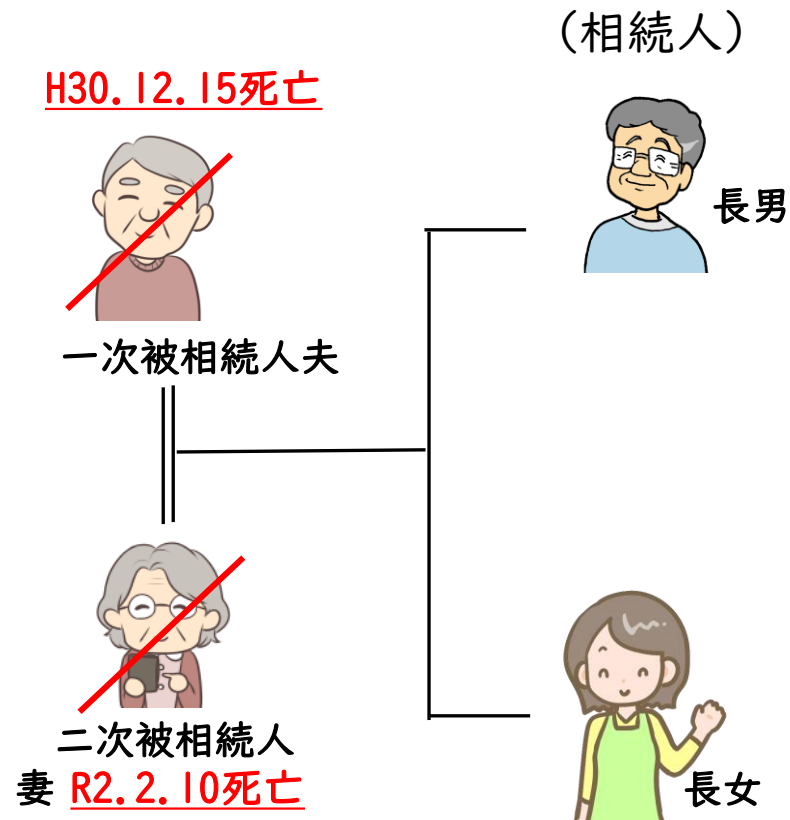 （相続人）
H30.12.15死亡
長男
一次被相続人夫
二次被相続人
妻 R2.2.10死亡
長女